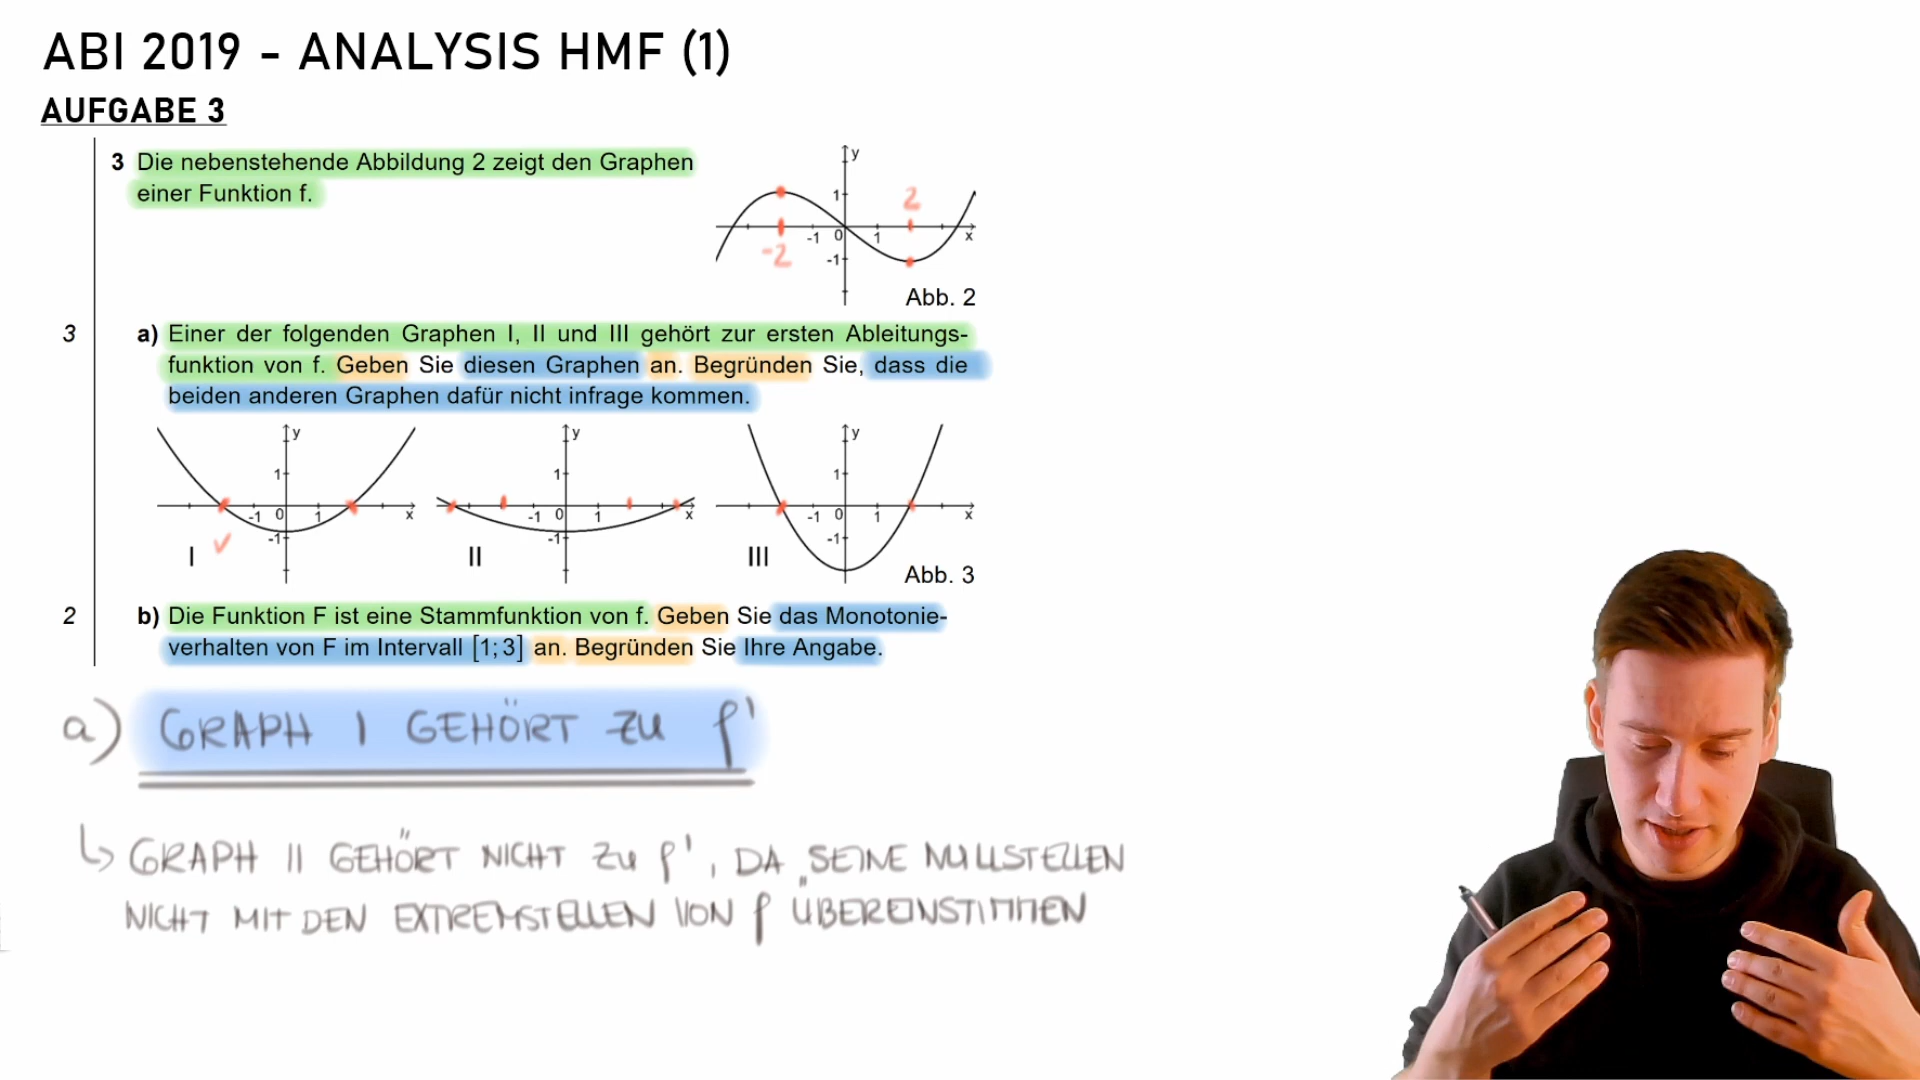 ABI 2019 - ANALYSIS HMF (1)
AUFGABE 3
3 Die nebenstehende Abbildung 2 zeigt den Graphen
einer Funktion f.
y
1
2
-1 0 1 x
-2
-1
Abb. 2
3 a) Einer der folgenden Graphen I, II und III gehört zur ersten Ableitungs-
funktion von f. Geben Sie diesen Graphen an. Begründen Sie, dass die
beiden anderen Graphen dafür nicht infrage kommen.
y y y
1 1 1
-1 0 1 x -1 0 1 x -1 0 1 x
-1 -1 -1
I II III
Abb. 3
2 b) Die Funktion F ist eine Stammfunktion von f. Geben Sie das Monotonie-
verhalten von F im Intervall [1;3] an. Begründen Sie Ihre Angabe.
a) GRAPH I GEHÖRT ZU f'
↳ GRAPH II GEHÖRT NICHT ZU f', DA SEINE NULLSTELLEN
NICHT MIT DEN EXTREMSTELLEN VON f ÜBEREINSTIMMEN